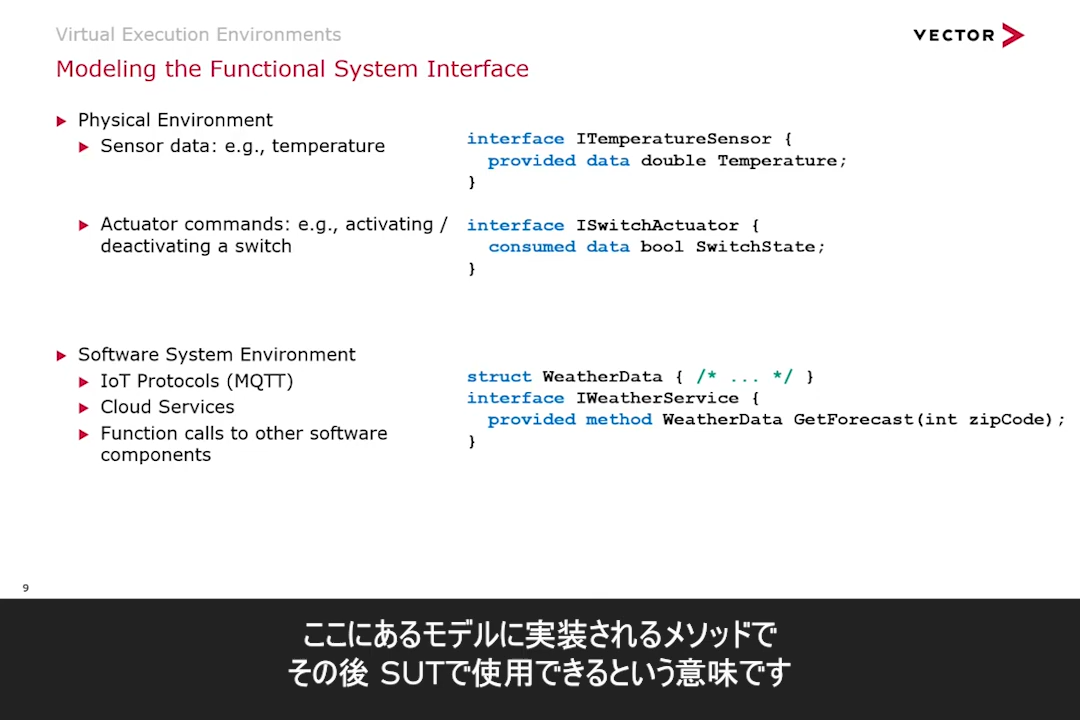 Virtual Execution Environments
VECTOR
Modeling the Functional System Interface
Physical Environment
Sensor data: e.g., temperature
interface ITemperatureSensor {
provided data double Temperature;
}
Actuator commands: e.g., activating /
deactivating a switch
interface ISwitchActuator {
consumed data bool SwitchState;
}
Software System Environment
IoT Protocols (MQTT)
Cloud Services
Function calls to other software
components
struct WeatherData { /* ... */ }
interface IWeatherService {
provided method WeatherData GetForecast(int zipCode);
}
9
ここにあるモデルに実装されるメソッドで
その後 SUTで使用できるという意味です